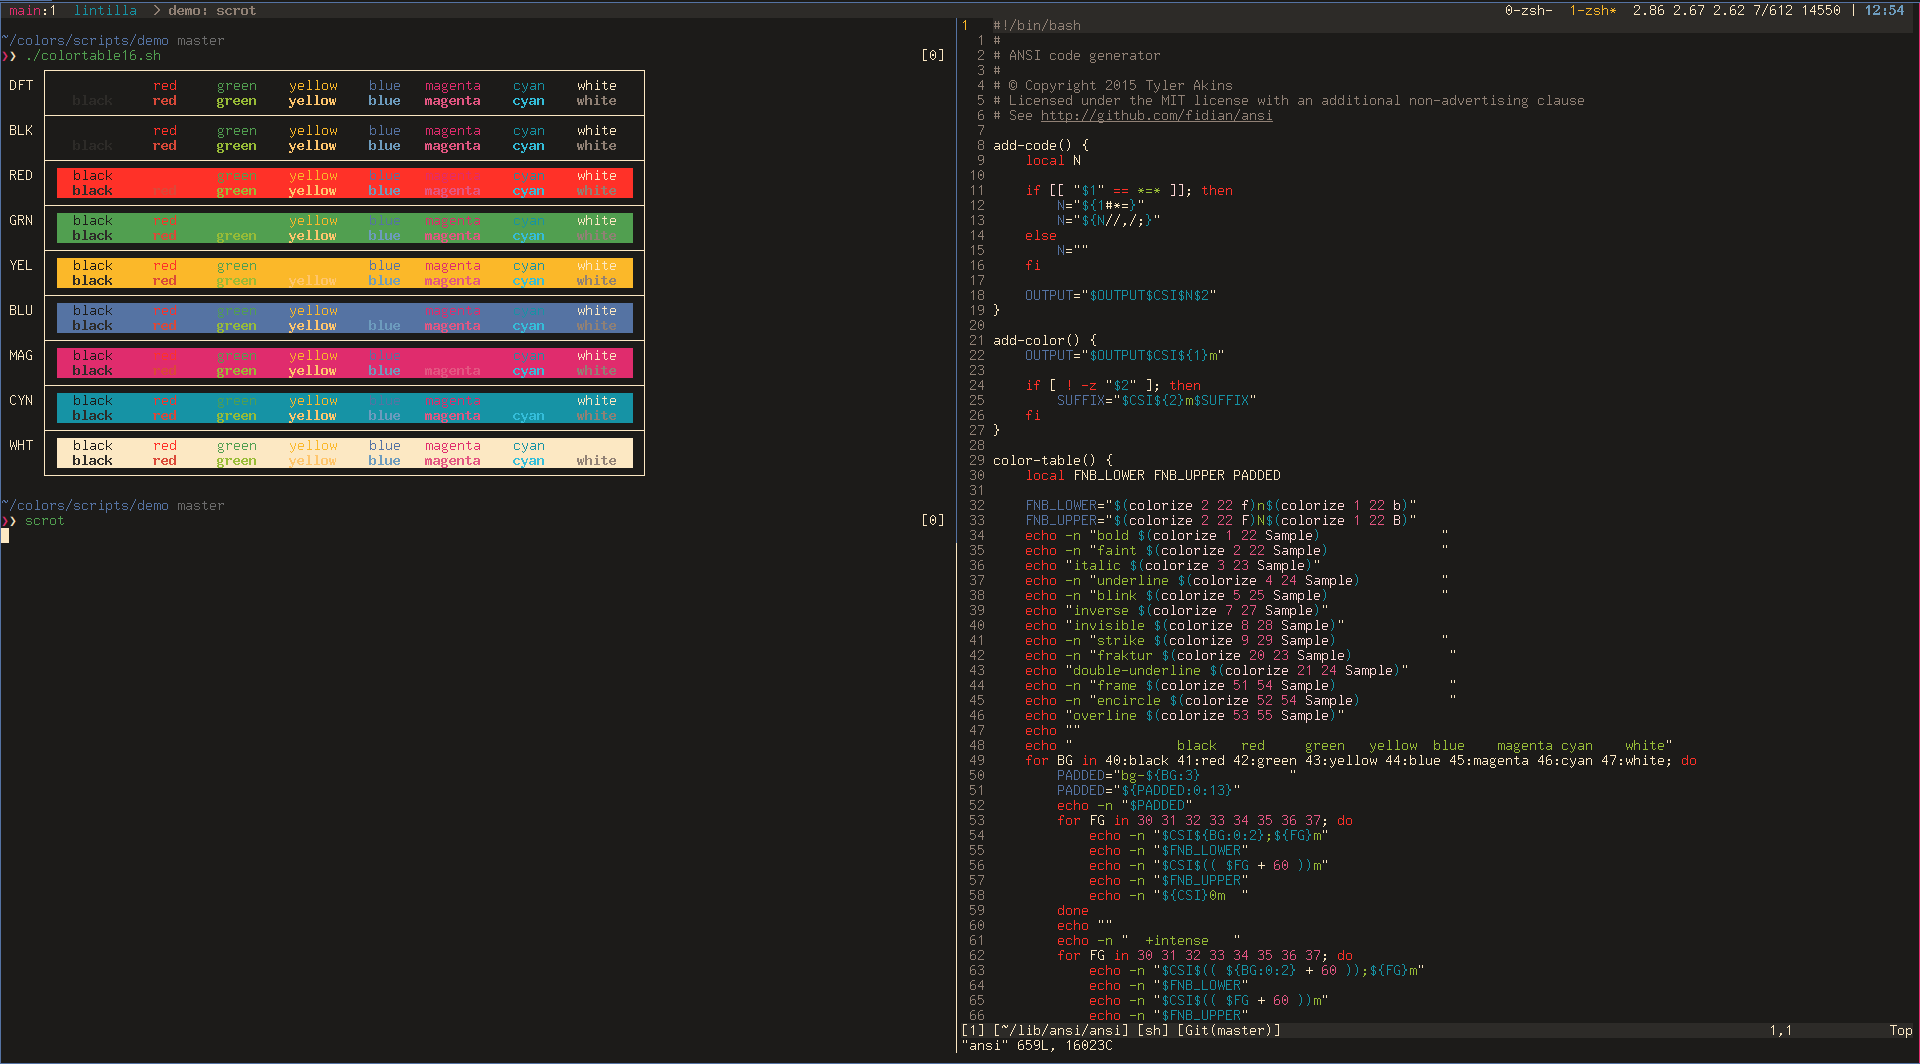 main:1  lintilla  > demo: scrot
0-zsh-  1-zsh*  2.86 2.67 2.62 7/612 14550 | 12:54
~/colors/scripts/demo master
❯❯ ./colortable16.sh [0]
DFT red green yellow blue magenta cyan white
black red green yellow blue magenta cyan white
BLK red green yellow blue magenta cyan white
black red green yellow blue magenta cyan white
RED black green yellow blue magenta cyan white
black red green yellow blue magenta cyan white
GRN black red yellow blue magenta cyan white
black red green yellow blue magenta cyan white
YEL black red green blue magenta cyan white
black red green yellow blue magenta cyan white
BLU black red green yellow magenta cyan white
black red green yellow blue magenta cyan white
MAG black red green yellow blue cyan white
black red green yellow blue magenta cyan white
CYN black red green yellow blue magenta white
black red green yellow blue magenta cyan white
WHT black red green yellow blue magenta cyan
black red green yellow blue magenta cyan white
~/colors/scripts/demo master
❯❯ scrot [0]
1 #!/bin/bash
1 #
2 # ANSI code generator
3 #
4 # © Copyright 2015 Tyler Akins
5 # Licensed under the MIT license with an additional non-advertising clause
6 # See http://github.com/fidian/ansi
7
8 add-code() {
9     local N
10
11     if [[ "$1" == *=* ]]; then
12         N="${1#*=}"
13         N="${N//,/;}"
14     else
15         N=""
16     fi
17
18     OUTPUT="$OUTPUT$CSI$N$2"
19 }
20
21 add-color() {
22     OUTPUT="$OUTPUT$CSI${1}m"
23
24     if [ ! -z "$2" ]; then
25         SUFFIX="$CSI${2}m$SUFFIX"
26     fi
27 }
28
29 color-table() {
30     local FNB_LOWER FNB_UPPER PADDED
31
32     FNB_LOWER="$(colorize 2 22 f)n$(colorize 1 22 b)"
33     FNB_UPPER="$(colorize 2 22 F)N$(colorize 1 22 B)"
34     echo -n "bold $(colorize 1 22 Sample)               "
35     echo -n "faint $(colorize 2 22 Sample)              "
36     echo "italic $(colorize 3 23 Sample)"
37     echo -n "underline $(colorize 4 24 Sample)          "
38     echo -n "blink $(colorize 5 25 Sample)              "
39     echo "inverse $(colorize 7 27 Sample)"
40     echo "invisible $(colorize 8 28 Sample)"
41     echo -n "strike $(colorize 9 29 Sample)             "
42     echo -n "fraktur $(colorize 20 23 Sample)            "
43     echo "double-underline $(colorize 21 24 Sample)"
44     echo -n "frame $(colorize 51 54 Sample)              "
45     echo -n "encircle $(colorize 52 54 Sample)           "
46     echo "overline $(colorize 53 55 Sample)"
47     echo ""
48     echo "             black   red     green   yellow  blue    magenta cyan    white"
49     for BG in 40:black 41:red 42:green 43:yellow 44:blue 45:magenta 46:cyan 47:white; do
50         PADDED="bg-${BG:3}           "
51         PADDED="${PADDED:0:13}"
52         echo -n "$PADDED"
53         for FG in 30 31 32 33 34 35 36 37; do
54             echo -n "$CSI${BG:0:2};${FG}m"
55             echo -n "$FNB_LOWER"
56             echo -n "$CSI$(( $FG + 60 ))m"
57             echo -n "$FNB_UPPER"
58             echo -n "${CSI}0m  "
59         done
60         echo ""
61         echo -n "  +intense   "
62         for FG in 30 31 32 33 34 35 36 37; do
63             echo -n "$CSI$(( ${BG:0:2} + 60 ));${FG}m"
64             echo -n "$FNB_LOWER"
65             echo -n "$CSI$(( $FG + 60 ))m"
66             echo -n "$FNB_UPPER"
[1] [~/lib/ansi/ansi] [sh] [Git(master)] 1,1 Top
"ansi" 659L, 16023C